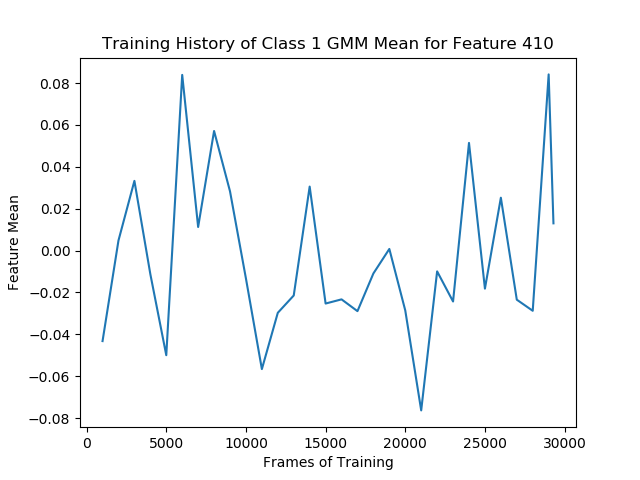 Training History of Class 1 GMM Mean for Feature 410
0.08
0.06
0.04
0.02
0.00
−0.02
−0.04
−0.06
−0.08
Feature Mean
0 5000 10000 15000 20000 25000 30000
Frames of Training